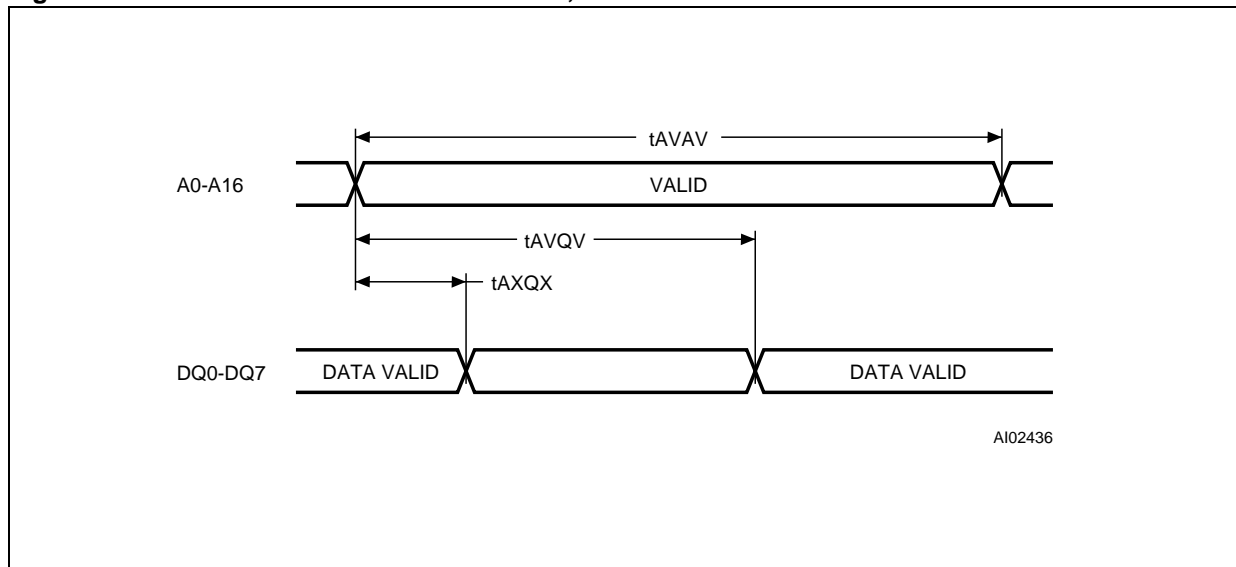 tAVAV
A0-A16 VALID
tAVQV
tAXQX
DQ0-DQ7 DATA VALID DATA VALID
AI02436